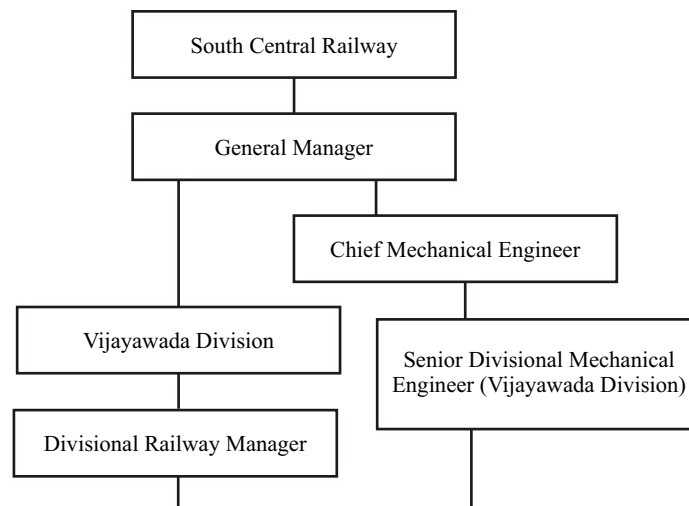 South Central Railway
General Manager
Chief Mechanical Engineer
Vijayawada Division
Senior Divisional Mechanical
Engineer (Vijayawada Division)
Divisional Railway Manager